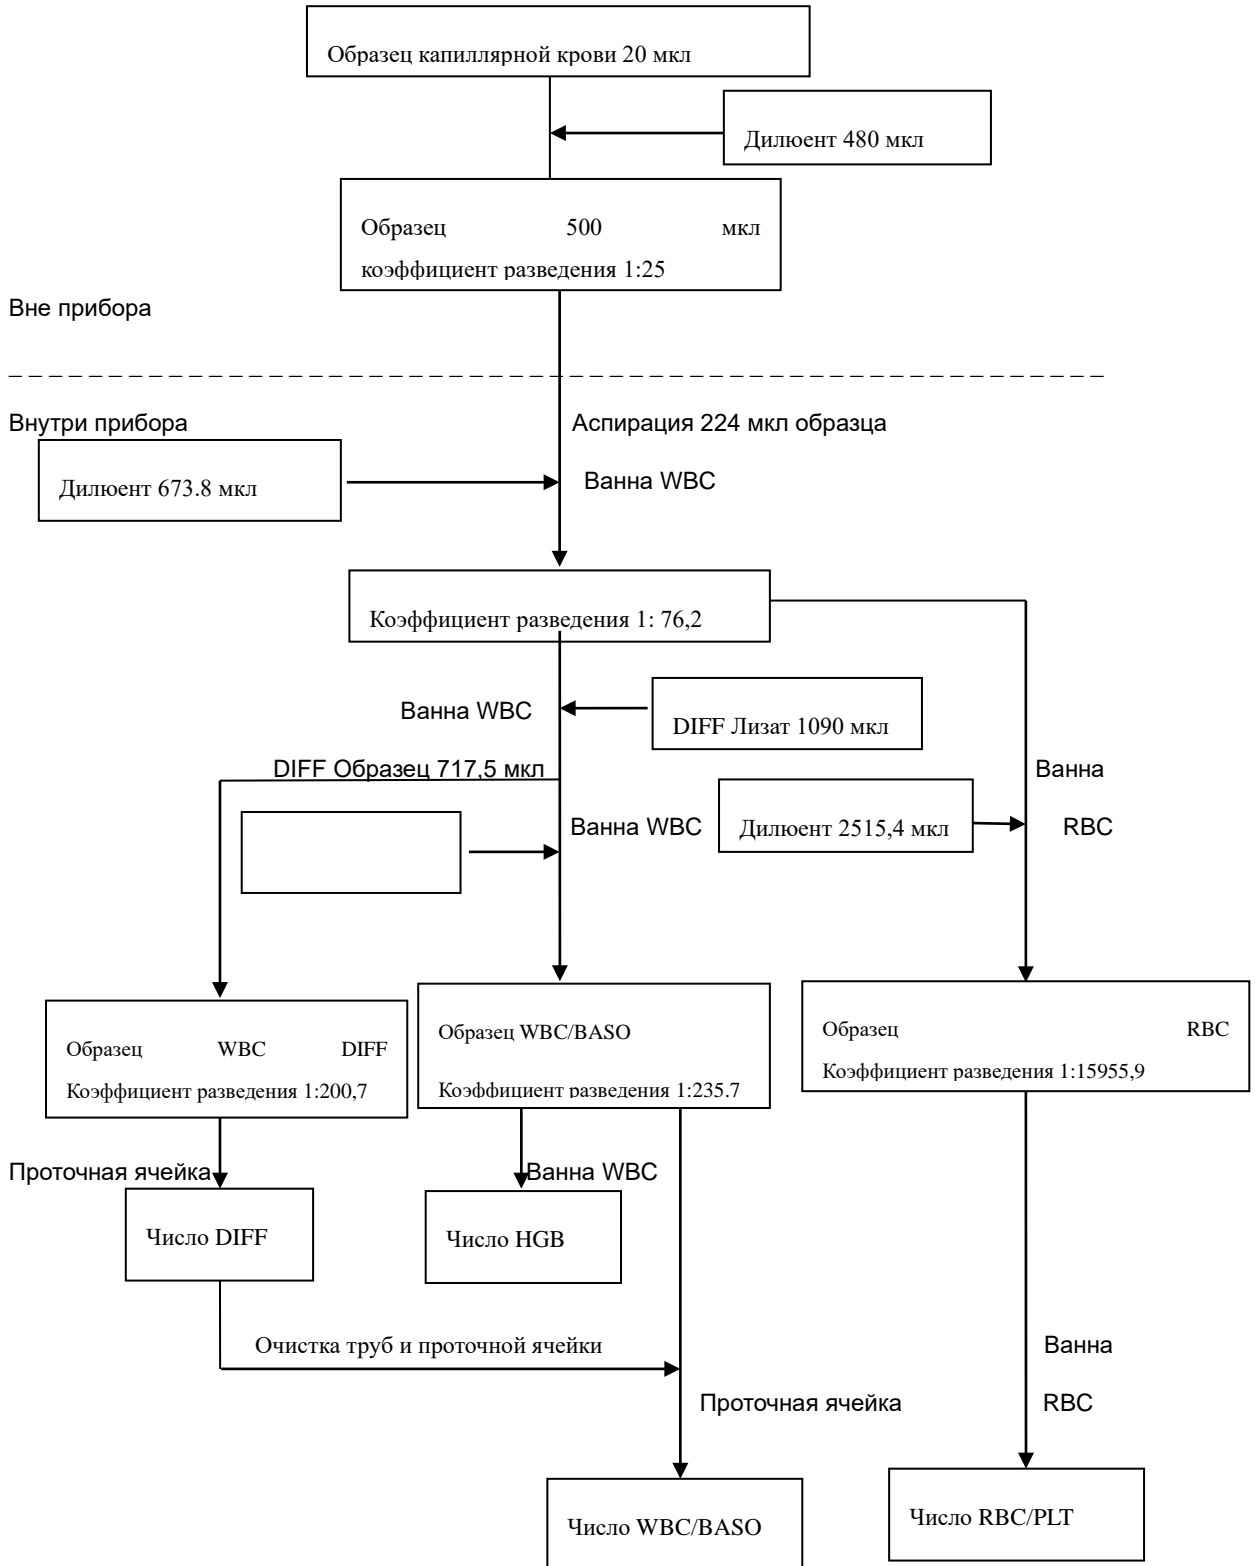 Образец капиллярной крови 20 мкл
Дилюент 480 мкл
Образец 500 мкл
коэффициент разведения 1:25
Вне прибора
Внутри прибора
Аспирация 224 мкл образца
Дилюент 673.8 мкл
Ванна WBC
Коэффициент разведения 1: 76,2
Ванна WBC
DIFF Лизат 1090 мкл
DIFF Образец 717,5 мкл
Ванна
Ванна WBC
Дилюент 2515,4 мкл
RBC
Образец WBC DIFF
Коэффициент разведения 1:200,7
Образец WBC/BASO
Коэффициент разведения 1:235.7
Образец RBC
Коэффициент разведения 1:15955,9
Проточная ячейка
Ванна WBC
Число DIFF
Число HGB
Очистка труб и проточной ячейки
Ванна
Проточная ячейка
RBC
Число WBC/BASO
Число RBC/PLT